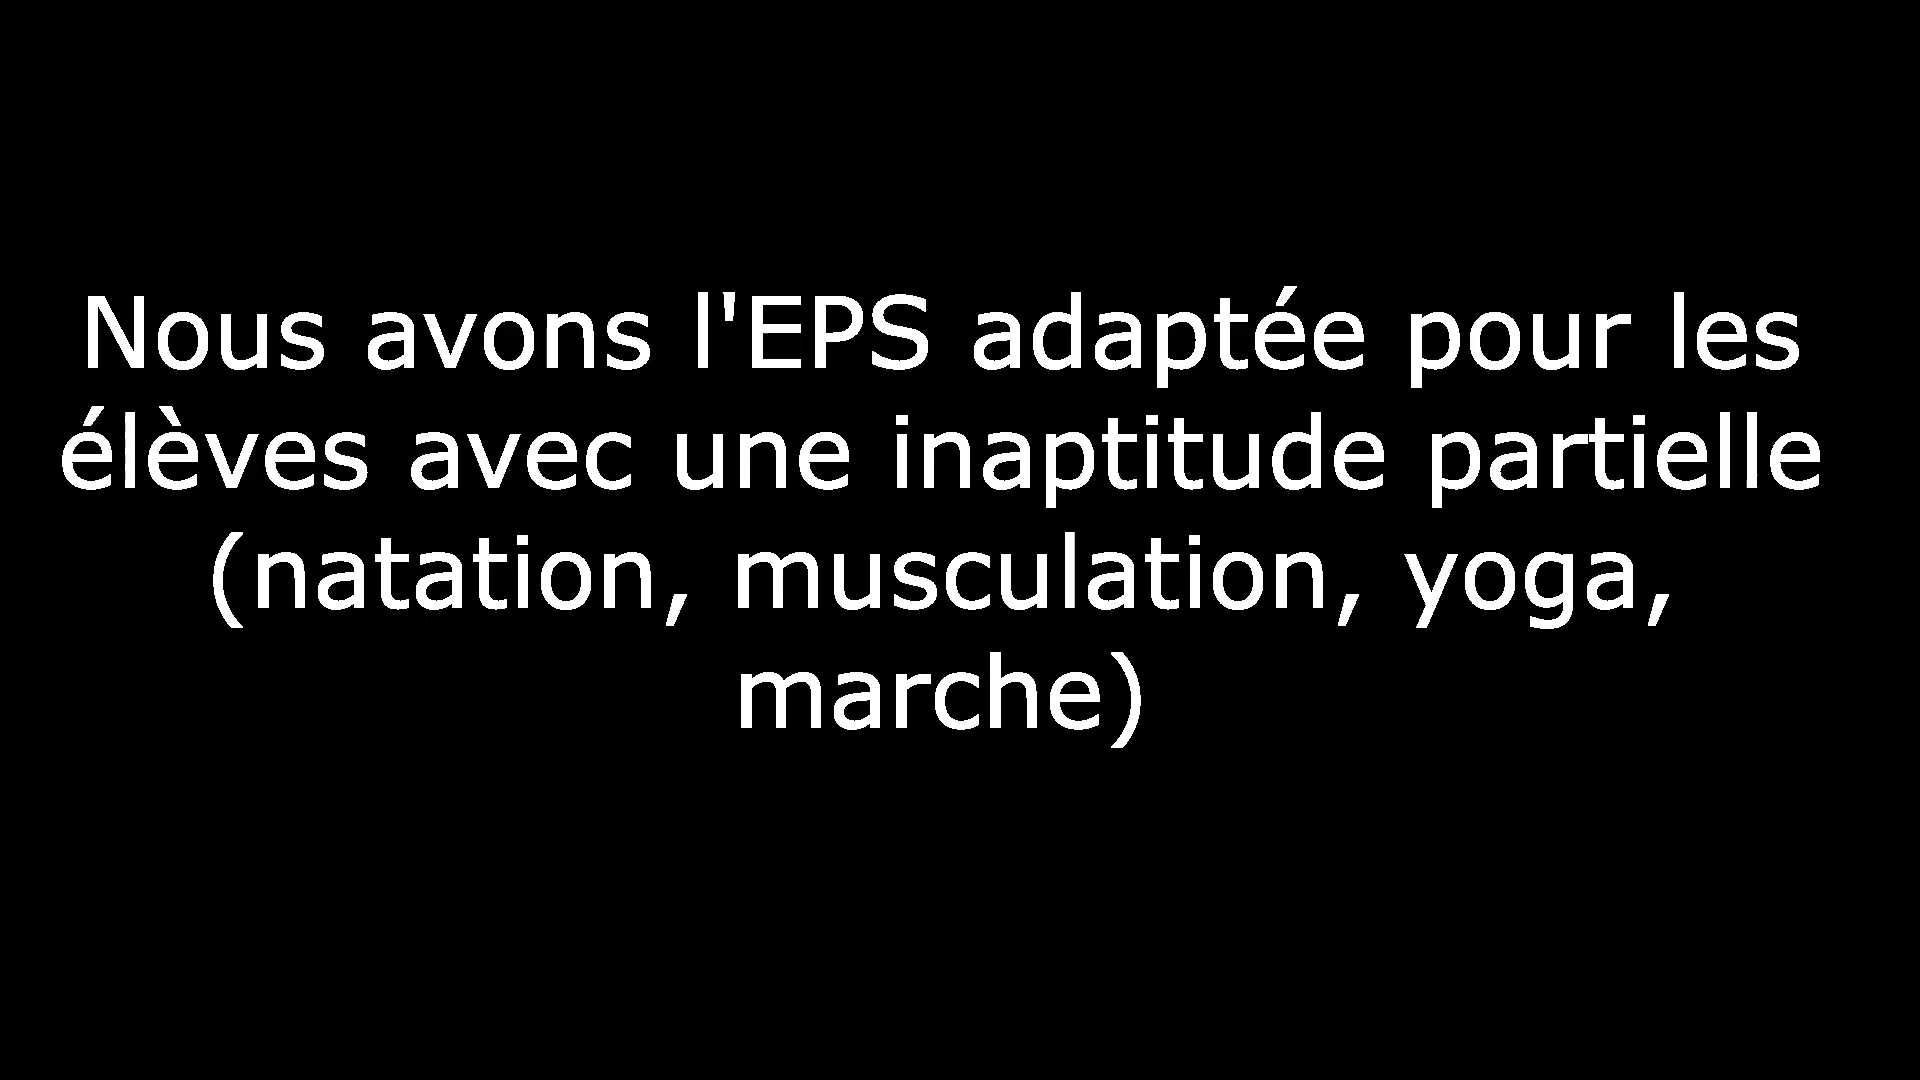 Nous avons l'EPS adaptée pour les
élèves avec une inaptitude partielle
(natation, musculation, yoga,
marche)